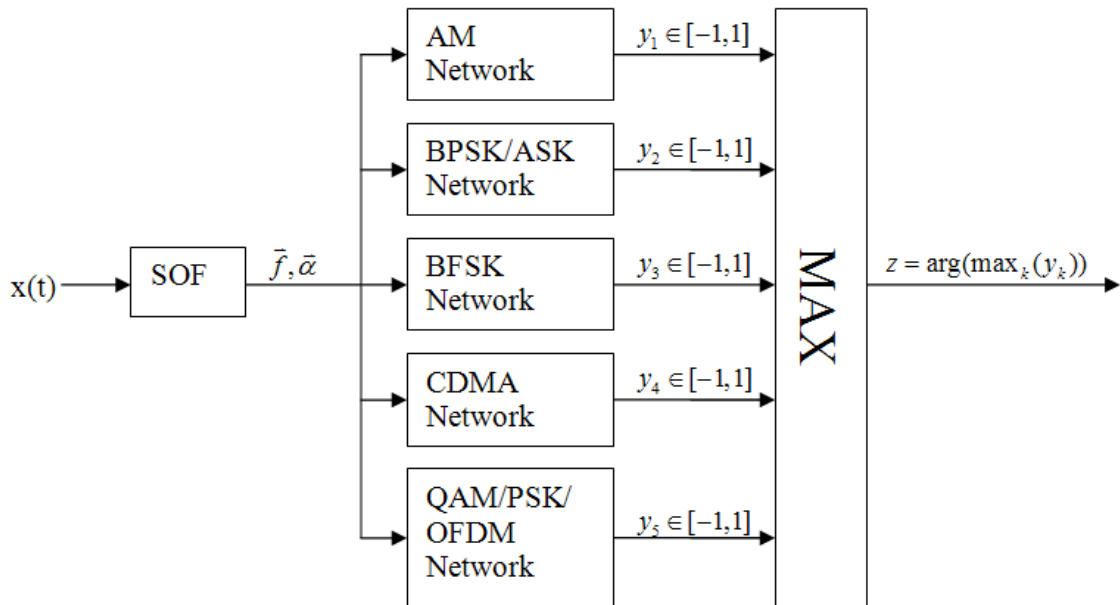 x(t)
SOF
f⃗, α⃗
AM
Network
y₁ ∈ [−1,1]
BPSK/ASK
Network
y₂ ∈ [−1,1]
BFSK
Network
y₃ ∈ [−1,1]
CDMA
Network
y₄ ∈ [−1,1]
QAM/PSK/
OFDM
Network
y₅ ∈ [−1,1]
MAX
z = arg(maxₖ(yₖ))